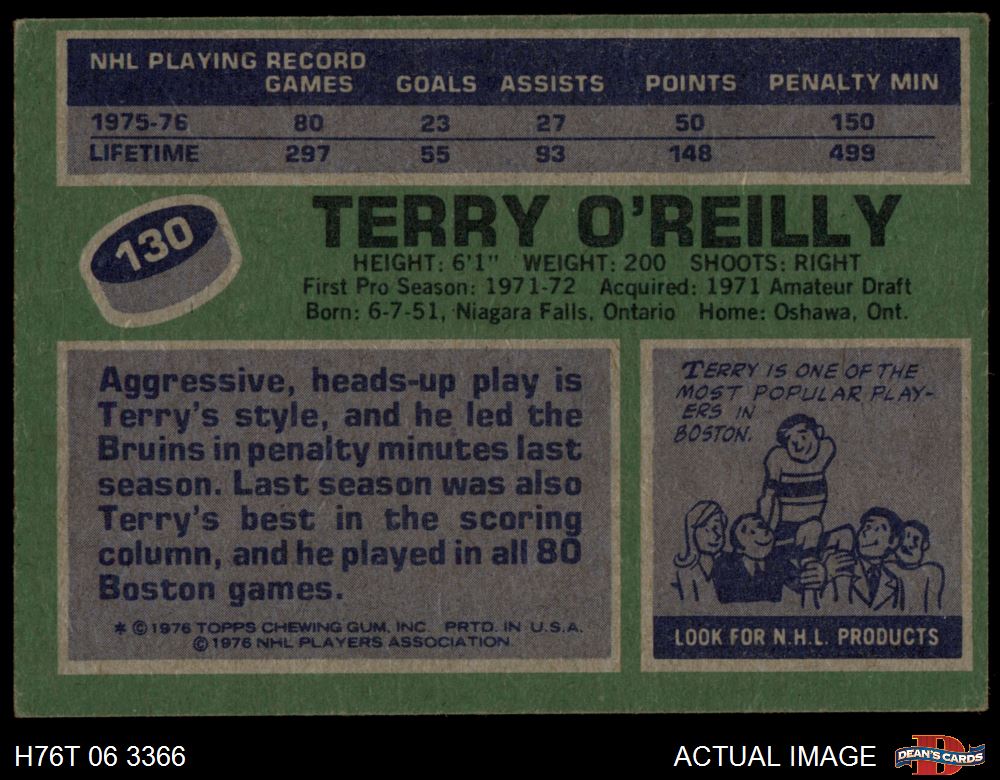 NHL PLAYING RECORD
GAMES GOALS ASSISTS POINTS PENALTY MIN
1975-76 80 23 27 50 150
LIFETIME 297 55 93 148 499
130
TERRY O'REILLY
HEIGHT: 6'1" WEIGHT: 200 SHOOTS: RIGHT
First Pro Season: 1971-72 Acquired: 1971 Amateur Draft
Born: 6-7-51, Niagara Falls, Ontario Home: Oshawa, Ont.
Aggressive, heads-up play is
Terry's style, and he led the
Bruins in penalty minutes last
season. Last season was also
Terry's best in the scoring
column, and he played in all 80
Boston games.
* © 1976 TOPPS CHEWING GUM, INC. PRTD. IN U.S.A.
© 1976 NHL PLAYERS ASSOCIATION
TERRY IS ONE OF THE
MOST POPULAR PLAY-
ERS IN
BOSTON.
LOOK FOR N.H.L. PRODUCTS
H76T 06 3366
ACTUAL IMAGE
D
DEAN'S CARDS